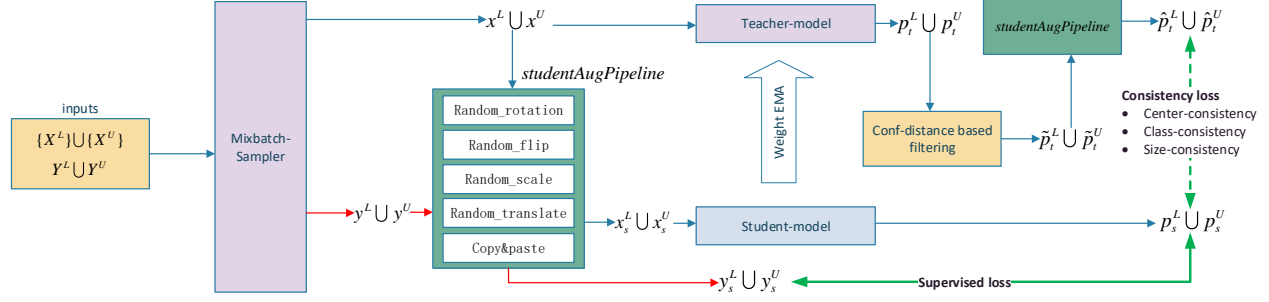 inputs
{X^L}⋃{X^U}
Y^L⋃Y^U
Mixbatch-
Sampler
x^L⋃x^U
y^L⋃y^U
studentAugPipeline
Random_rotation
Random_flip
Random_scale
Random_translate
Copy&paste
Teacher-model
p_t^L⋃p_t^U
Weight EMA
Conf-distance based
filtering
p̃_t^L⋃p̃_t^U
studentAugPipeline
p̂_t^L⋃p̂_t^U
Consistency loss
• Center-consistency
• Class-consistency
• Size-consistency
x_s^L⋃x_s^U
Student-model
p_s^L⋃p_s^U
y_s^L⋃y_s^U
Supervised loss